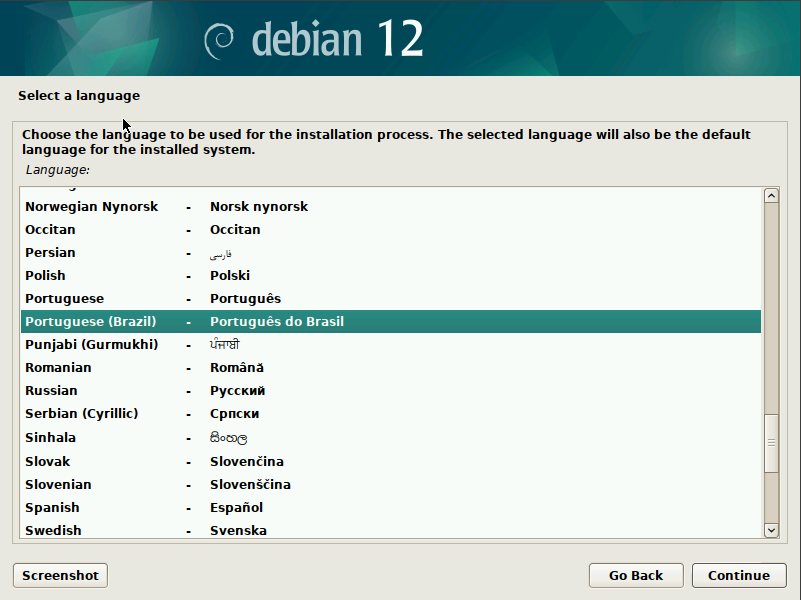 debian 12
Select a language
Choose the language to be used for the installation process. The selected language will also be the default
language for the installed system.
Language:
Norwegian Nynorsk - Norsk nynorsk
Occitan - Occitan
Persian - فارسی
Polish - Polski
Portuguese - Português
Portuguese (Brazil) - Português do Brasil
Punjabi (Gurmukhi) - ਪੰਜਾਬੀ
Romanian - Română
Russian - Русский
Serbian (Cyrillic) - Српски
Sinhala - සිංහල
Slovak - Slovenčina
Slovenian - Slovenščina
Spanish - Español
Swedish - Svenska
Screenshot Go Back Continue